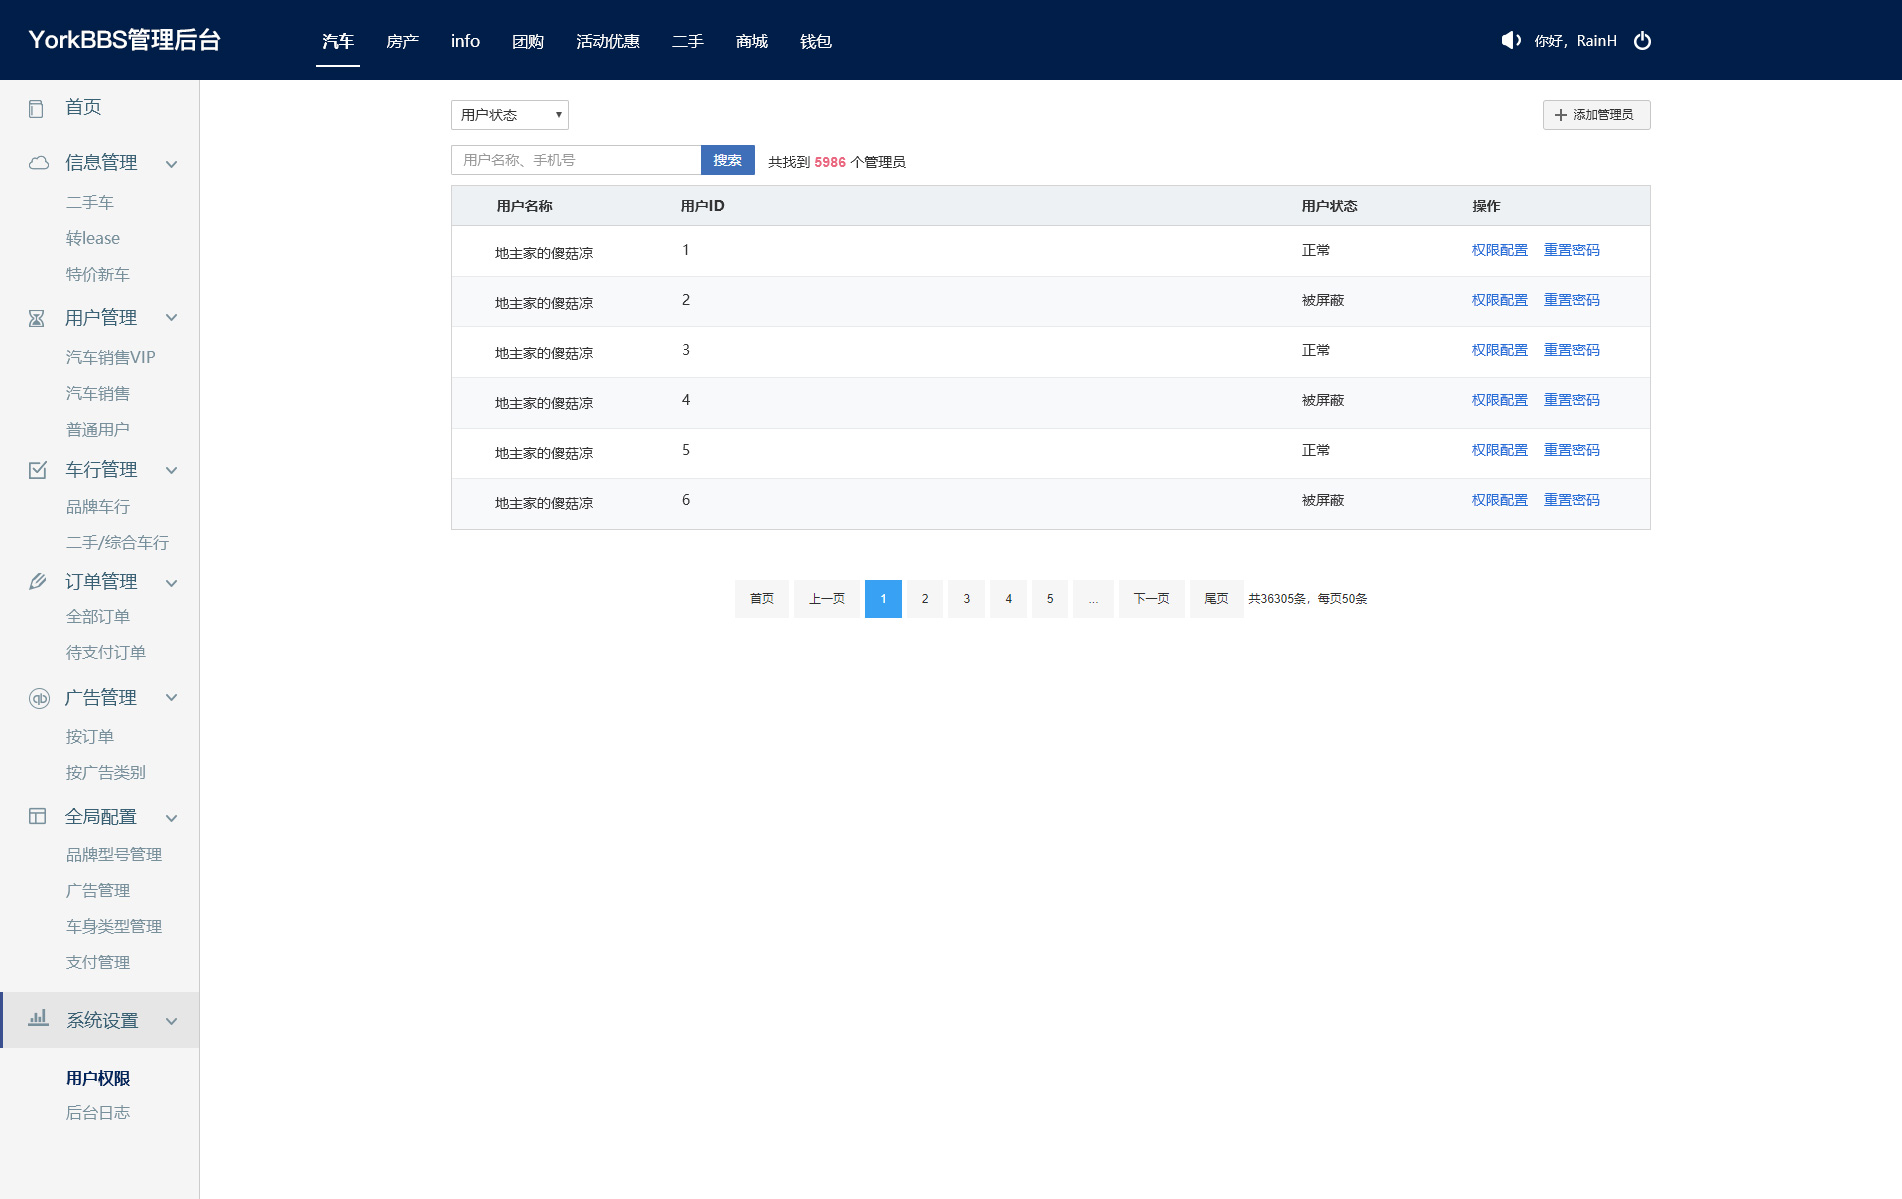 YorkBBS管理后台
汽车 房产 info 团购 活动优惠 二手 商城 钱包
你好，RainH
首页
信息管理
二手车
转lease
特价新车
用户管理
汽车销售VIP
汽车销售
普通用户
车行管理
品牌车行
二手/综合车行
订单管理
全部订单
待支付订单
广告管理
按订单
按广告类别
全局配置
品牌型号管理
广告管理
车身类型管理
支付管理
系统设置
用户权限
后台日志
用户状态
添加管理员
用户名称、手机号 搜索 共找到 5986 个管理员
用户名称 用户ID 用户状态 操作
地主家的傻菇凉 1 正常 权限配置 重置密码
地主家的傻菇凉 2 被屏蔽 权限配置 重置密码
地主家的傻菇凉 3 正常 权限配置 重置密码
地主家的傻菇凉 4 被屏蔽 权限配置 重置密码
地主家的傻菇凉 5 正常 权限配置 重置密码
地主家的傻菇凉 6 被屏蔽 权限配置 重置密码
首页 上一页 1 2 3 4 5 ... 下一页 尾页 共36305条，每页50条